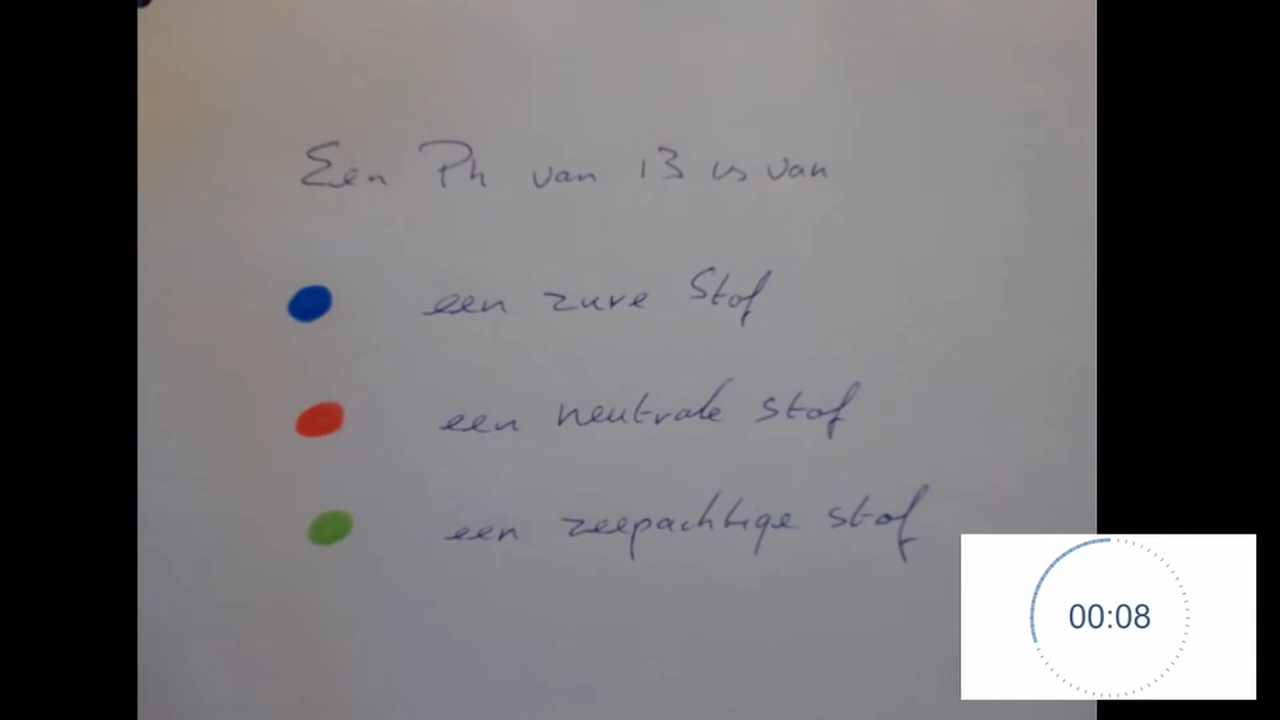 Een Ph van 13 is van
een zure Stof
een neutrale stof
een zeepachtige stof
00:08